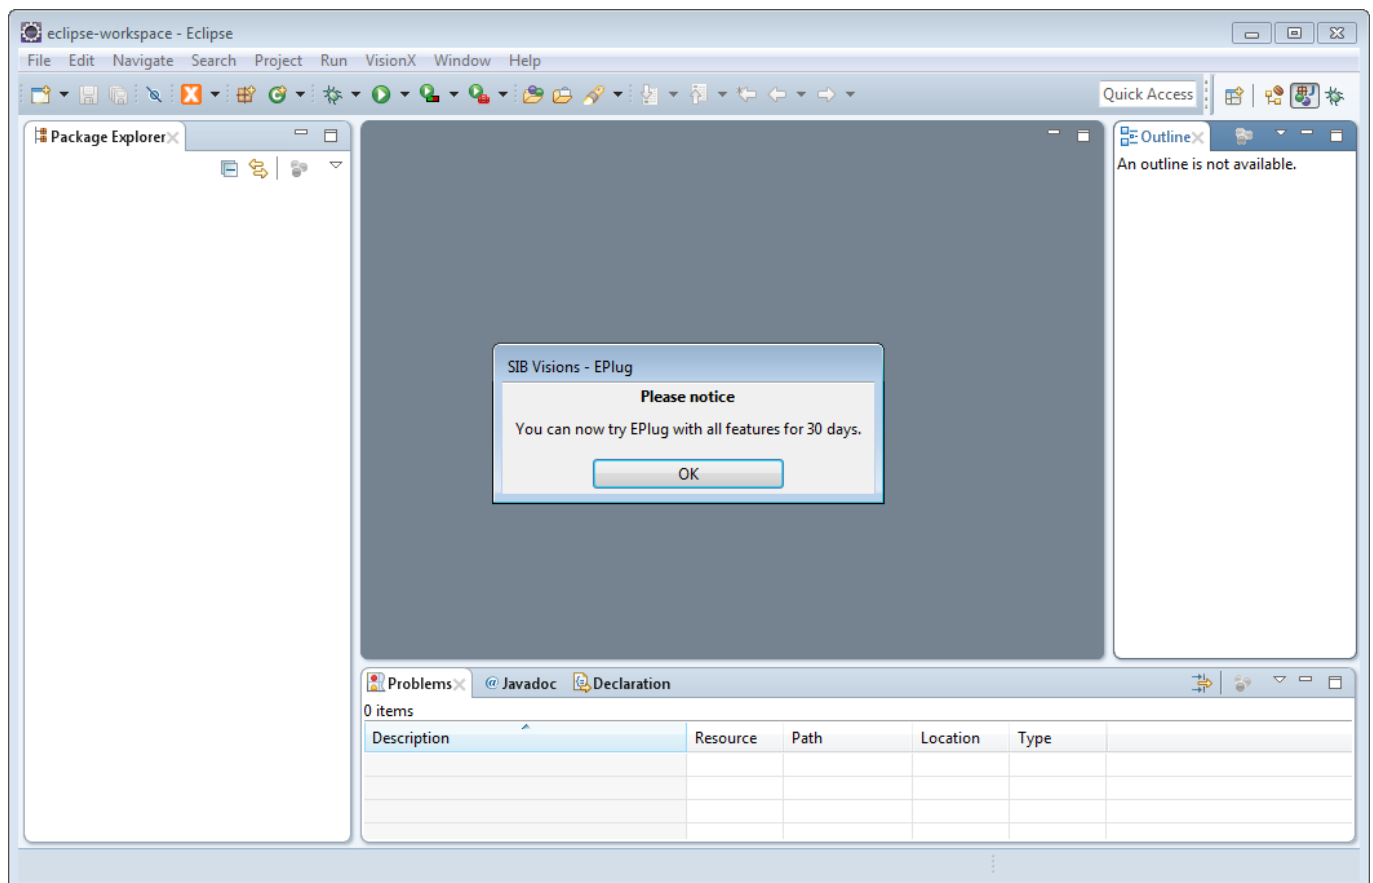 eclipse-workspace - Eclipse
File Edit Navigate Search Project Run VisionX Window Help
Quick Access
Package Explorer
Outline
An outline is not available.
SIB Visions - EPlug
Please notice
You can now try EPlug with all features for 30 days.
OK
Problems @ Javadoc Declaration
0 items
Description Resource Path Location Type